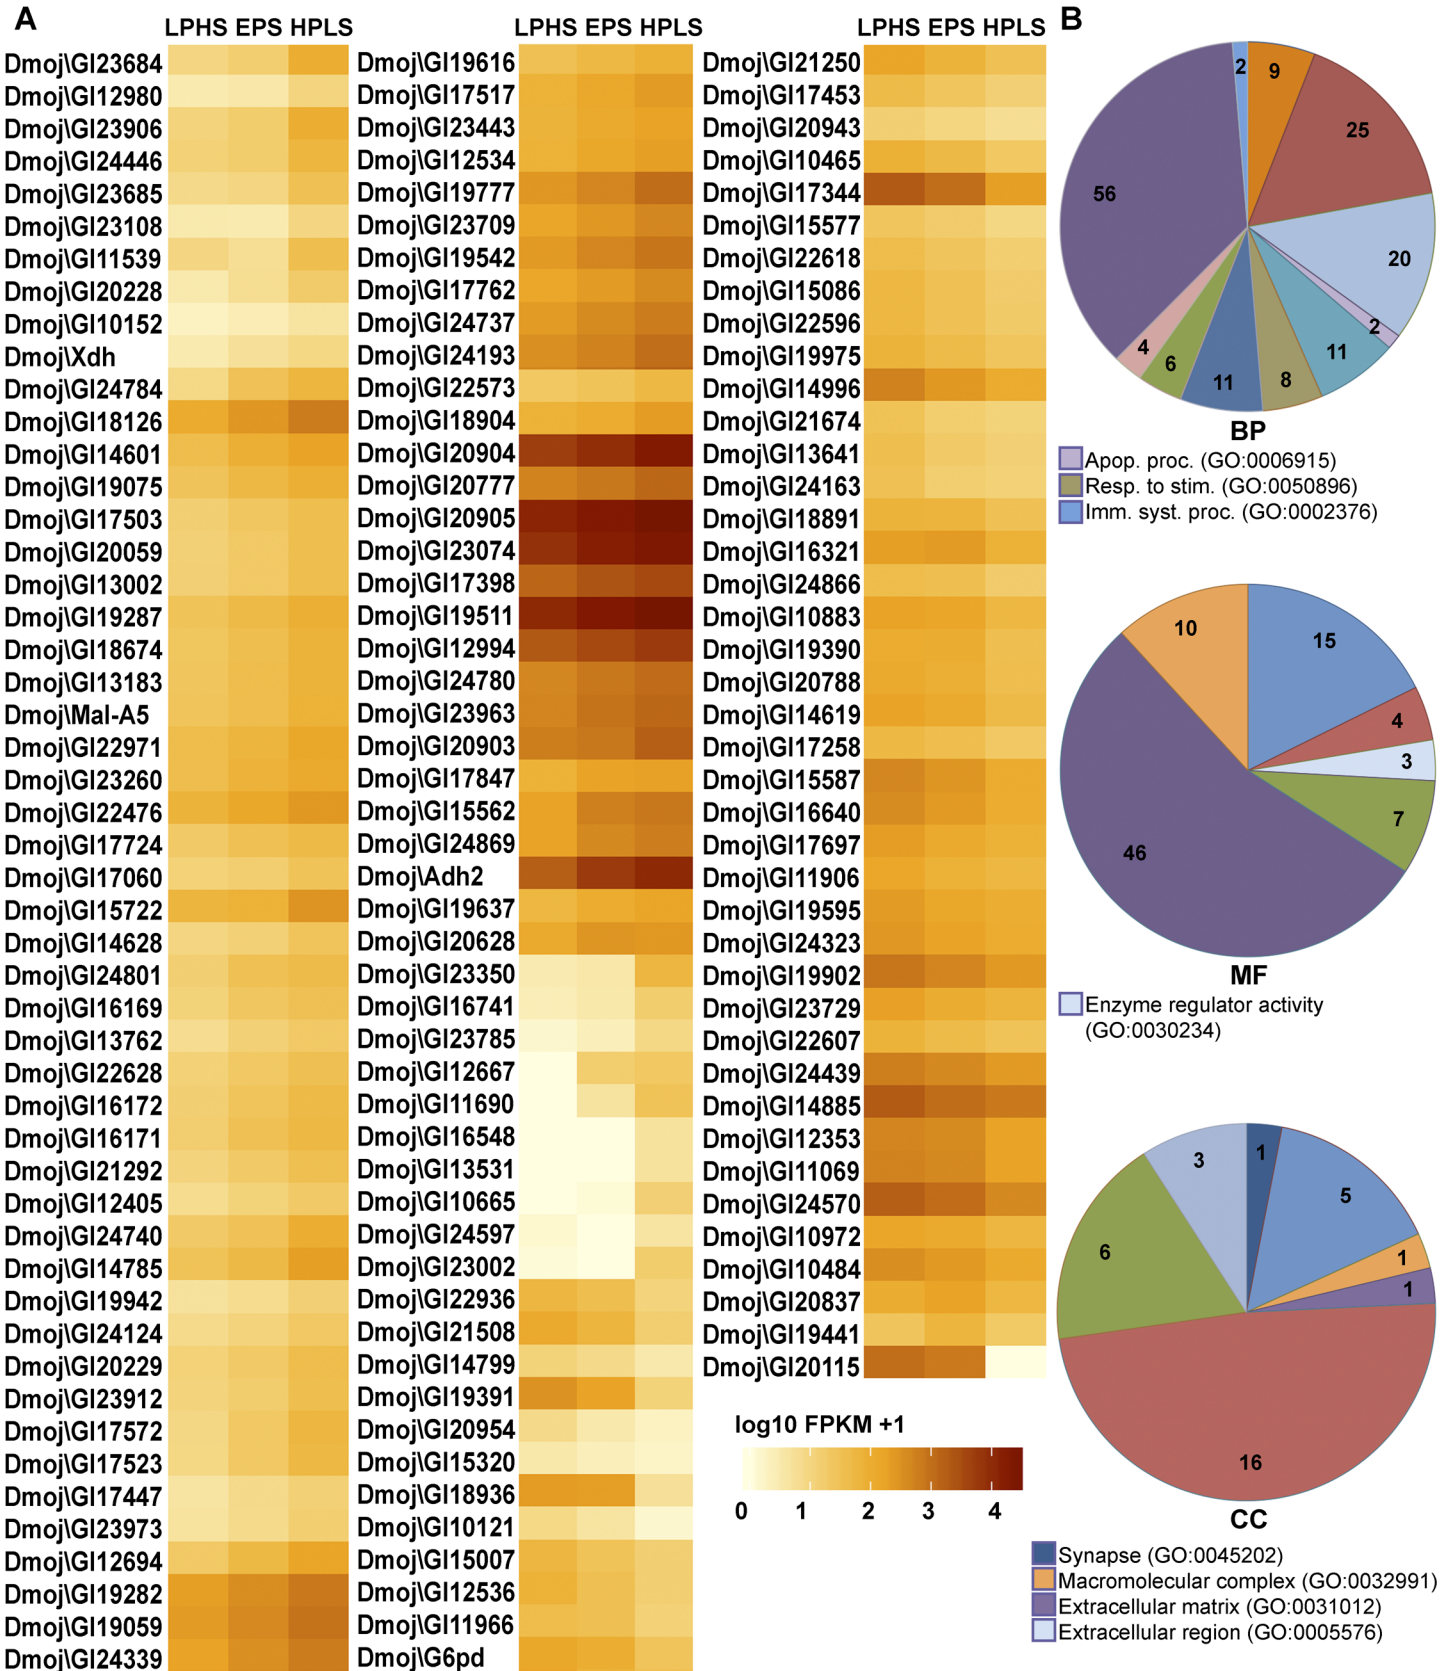 A
LPHS EPS HPLS
Dmoj\GI23684
Dmoj\GI12980
Dmoj\GI23906
Dmoj\GI24446
Dmoj\GI23685
Dmoj\GI23108
Dmoj\GI11539
Dmoj\GI20228
Dmoj\GI10152
Dmoj\Xdh
Dmoj\GI24784
Dmoj\GI18126
Dmoj\GI14601
Dmoj\GI19075
Dmoj\GI17503
Dmoj\GI20059
Dmoj\GI13002
Dmoj\GI19287
Dmoj\GI18674
Dmoj\GI13183
Dmoj\Mal-A5
Dmoj\GI22971
Dmoj\GI23260
Dmoj\GI22476
Dmoj\GI17724
Dmoj\GI17060
Dmoj\GI15722
Dmoj\GI14628
Dmoj\GI24801
Dmoj\GI16169
Dmoj\GI13762
Dmoj\GI22628
Dmoj\GI16172
Dmoj\GI16171
Dmoj\GI21292
Dmoj\GI12405
Dmoj\GI24740
Dmoj\GI14785
Dmoj\GI19942
Dmoj\GI24124
Dmoj\GI20229
Dmoj\GI23912
Dmoj\GI17572
Dmoj\GI17523
Dmoj\GI17447
Dmoj\GI23973
Dmoj\GI12694
Dmoj\GI19282
Dmoj\GI19059
Dmoj\GI24339
LPHS EPS HPLS
Dmoj\GI19616
Dmoj\GI17517
Dmoj\GI23443
Dmoj\GI12534
Dmoj\GI19777
Dmoj\GI23709
Dmoj\GI19542
Dmoj\GI17762
Dmoj\GI24737
Dmoj\GI24193
Dmoj\GI22573
Dmoj\GI18904
Dmoj\GI20904
Dmoj\GI20777
Dmoj\GI20905
Dmoj\GI23074
Dmoj\GI17398
Dmoj\GI19511
Dmoj\GI12994
Dmoj\GI24780
Dmoj\GI23963
Dmoj\GI20903
Dmoj\GI17847
Dmoj\GI15562
Dmoj\GI24869
Dmoj\Adh2
Dmoj\GI19637
Dmoj\GI20628
Dmoj\GI23350
Dmoj\GI16741
Dmoj\GI23785
Dmoj\GI12667
Dmoj\GI11690
Dmoj\GI16548
Dmoj\GI13531
Dmoj\GI10665
Dmoj\GI24597
Dmoj\GI23002
Dmoj\GI22936
Dmoj\GI21508
Dmoj\GI14799
Dmoj\GI19391
Dmoj\GI20954
Dmoj\GI15320
Dmoj\GI18936
Dmoj\GI10121
Dmoj\GI15007
Dmoj\GI12536
Dmoj\GI11966
Dmoj\G6pd
LPHS EPS HPLS
Dmoj\GI21250
Dmoj\GI17453
Dmoj\GI20943
Dmoj\GI10465
Dmoj\GI17344
Dmoj\GI15577
Dmoj\GI22618
Dmoj\GI15086
Dmoj\GI22596
Dmoj\GI19975
Dmoj\GI14996
Dmoj\GI21674
Dmoj\GI13641
Dmoj\GI24163
Dmoj\GI18891
Dmoj\GI16321
Dmoj\GI24866
Dmoj\GI10883
Dmoj\GI19390
Dmoj\GI20788
Dmoj\GI14619
Dmoj\GI17258
Dmoj\GI15587
Dmoj\GI16640
Dmoj\GI17697
Dmoj\GI11906
Dmoj\GI19595
Dmoj\GI24323
Dmoj\GI19902
Dmoj\GI23729
Dmoj\GI22607
Dmoj\GI24439
Dmoj\GI14885
Dmoj\GI12353
Dmoj\GI11069
Dmoj\GI24570
Dmoj\GI10972
Dmoj\GI10484
Dmoj\GI20837
Dmoj\GI19441
Dmoj\GI20115
log10 FPKM +1
0 1 2 3 4
B
2
9
25
56
20
2
11
4
6
11
8
BP
Apop. proc. (GO:0006915)
Resp. to stim. (GO:0050896)
Imm. syst. proc. (GO:0002376)
10
15
4
3
7
46
MF
Enzyme regulator activity
(GO:0030234)
3
1
5
6
1
1
16
CC
Synapse (GO:0045202)
Macromolecular complex (GO:0032991)
Extracellular matrix (GO:0031012)
Extracellular region (GO:0005576)